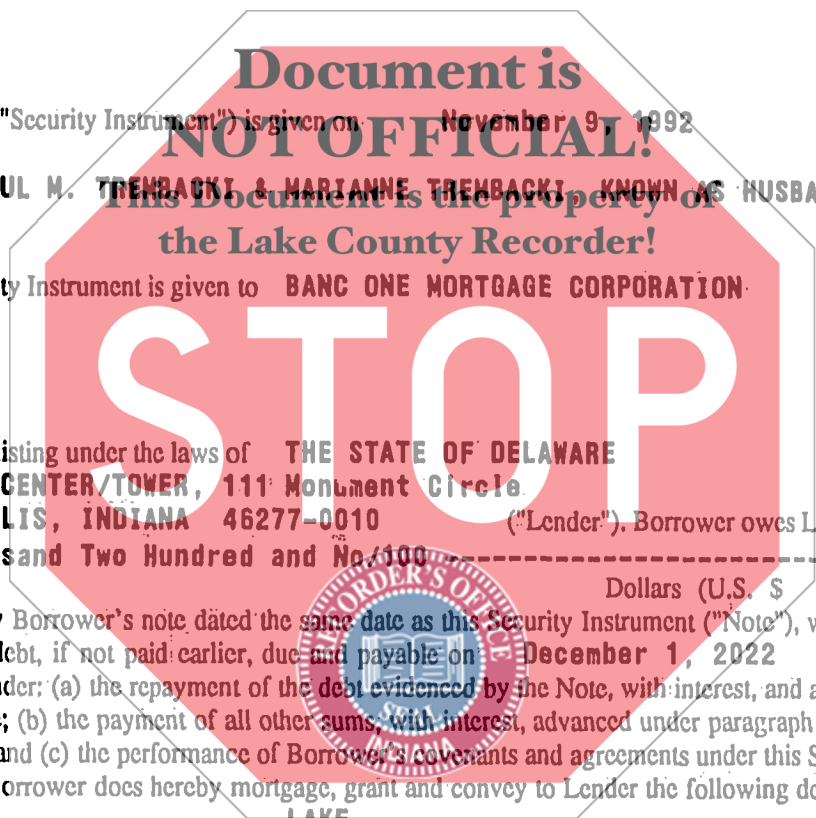 Document is
"Security Instrument") is given on November 9, 1992
NOT OFFICIAL!
UL M. TREMBACKI & MARIANNE TREMBACKI, KNOWN AS HUSBA
This Document is the property of
the Lake County Recorder!
ty Instrument is given to BANC ONE MORTGAGE CORPORATION
STOP
isting under the laws of THE STATE OF DELAWARE
CENTER/TOWER, 111 Monument Circle
LIS, INDIANA 46277-0010 ("Lender"). Borrower owes L
sand Two Hundred and No/100 --------------------
Dollars (U.S. $
Borrower's note dated the same date as this Security Instrument ("Note"), w
debt, if not paid earlier, due and payable on December 1, 2022
der: (a) the repayment of the debt evidenced by the Note, with interest, and a
; (b) the payment of all other sums, with interest, advanced under paragraph
and (c) the performance of Borrower's covenants and agreements under this S
orrower does hereby mortgage, grant and convey to Lender the following de
LAKE
RECORDER'S OFFICE
SEAL